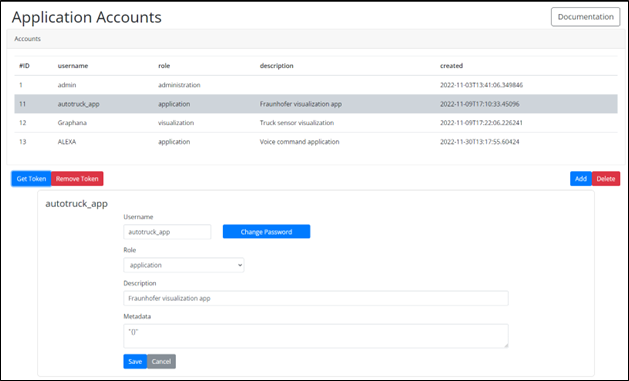 Application Accounts
Documentation
Accounts
#ID username role description created
1 admin administration 2022-11-03T13:41:06.349846
11 autotruck_app application Fraunhofer visualization app 2022-11-09T17:10:33.45096
12 Graphana visualization Truck sensor visualization 2022-11-09T17:22:06.226241
13 ALEXA application Voice command application 2022-11-30T13:17:55.60424
Get Token Remove Token Add Delete
autotruck_app
Username
autotruck_app Change Password
Role
application
Description
Fraunhofer visualization app
Metadata
"{}"
Save Cancel